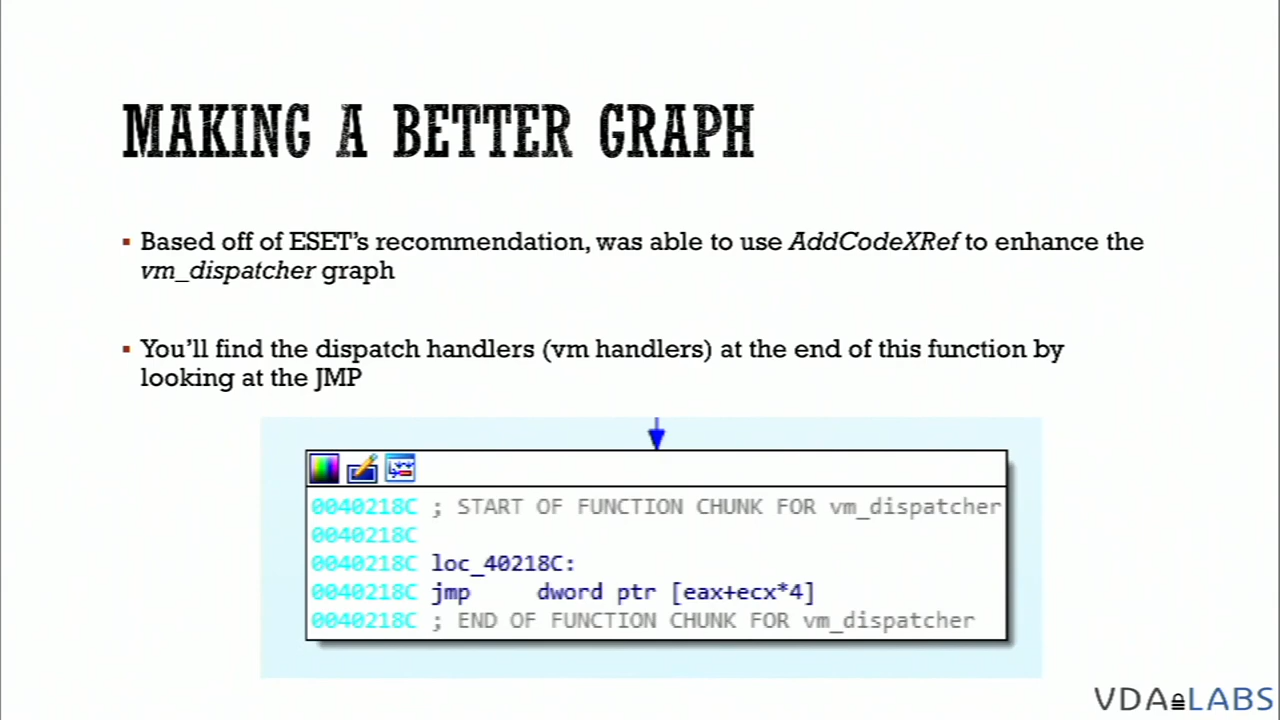 MAKING A BETTER GRAPH
▪ Based off of ESET's recommendation, was able to use AddCodeXRef to enhance the
vm_dispatcher graph
▪ You'll find the dispatch handlers (vm handlers) at the end of this function by
looking at the JMP
0040218C ; START OF FUNCTION CHUNK FOR vm_dispatcher
0040218C
0040218C loc_40218C:
0040218C jmp     dword ptr [eax+ecx*4]
0040218C ; END OF FUNCTION CHUNK FOR vm_dispatcher
VDA LABS